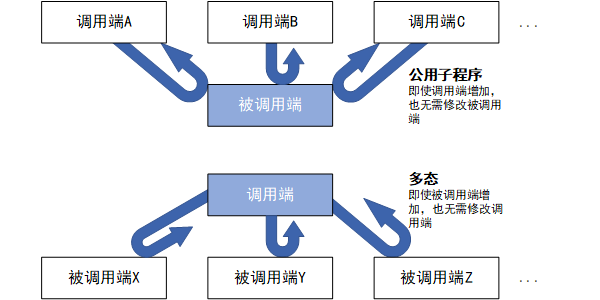 调用端A
调用端B
调用端C
...
被调用端
公用子程序
即使调用端增加，
也无需修改被调用
端
调用端
多态
即使被调用端增
加，也无需修改调
用端
被调用端X
被调用端Y
被调用端Z
...